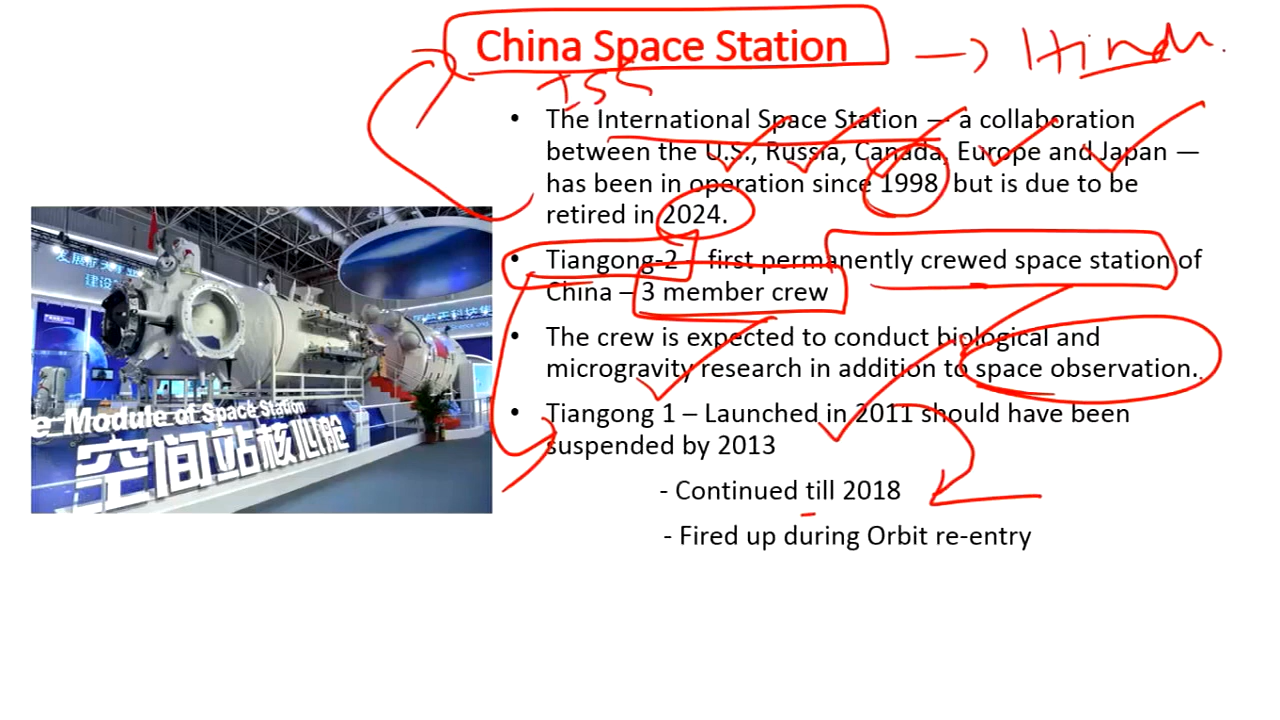 China Space Station → Hindu
ISS
• The International Space Station — a collaboration
between the U.S., Russia, Canada, Europe and Japan —
has been in operation since 1998, but is due to be
retired in 2024.
• Tiangong-2 – first permanently crewed space station of
China – 3 member crew
• The crew is expected to conduct biological and
microgravity research in addition to space observation..
• Tiangong 1 – Launched in 2011 should have been
suspended by 2013
- Continued till 2018
- Fired up during Orbit re-entry
Module of Space Station
空间站核心舱